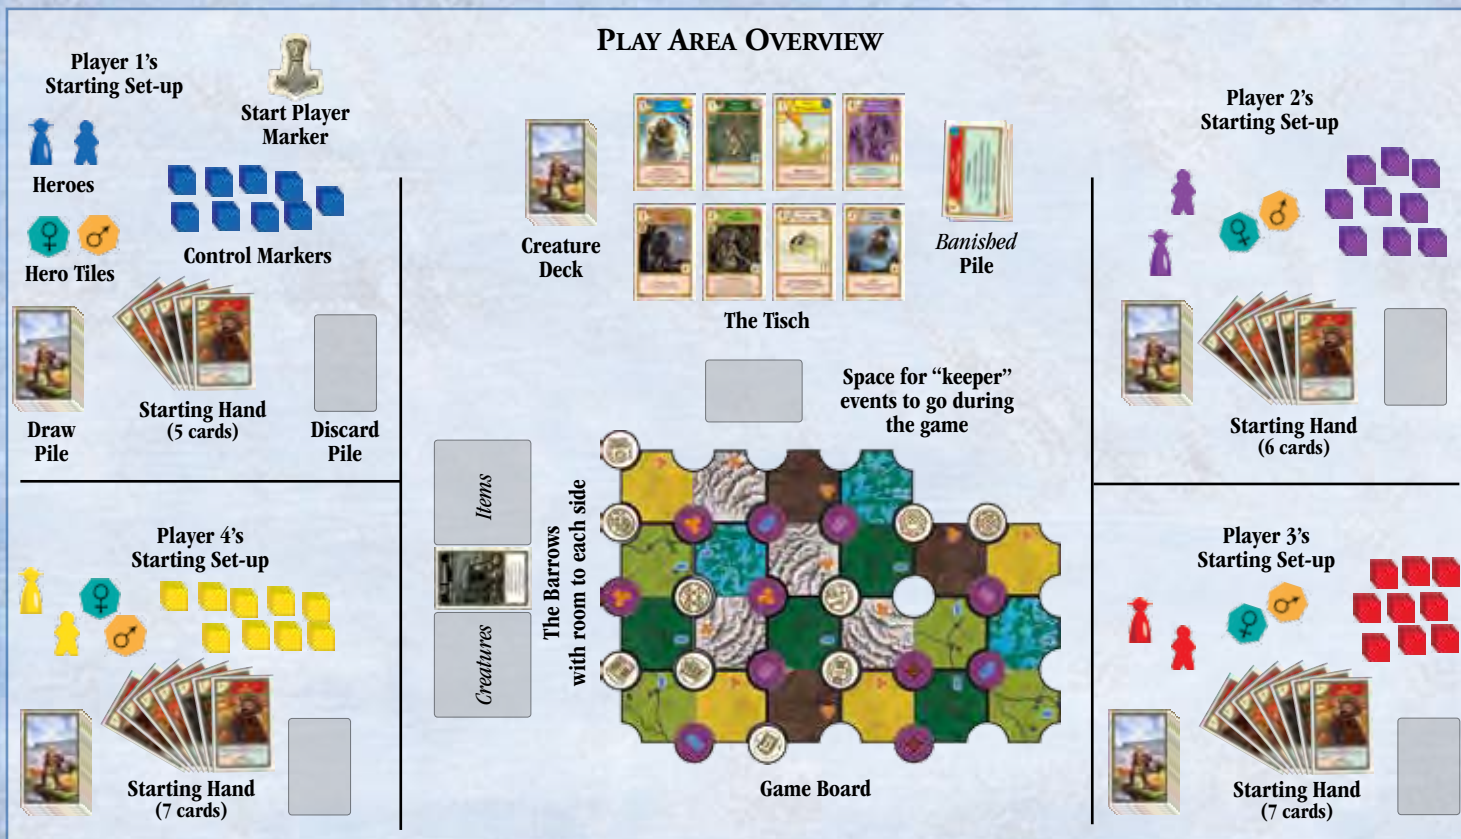 PLAY AREA OVERVIEW
Player 1's
Starting Set-up
Start Player
Marker
Heroes
Hero Tiles
Control Markers
Draw
Pile
Starting Hand
(5 cards)
Discard
Pile
Creature
Deck
The Tisch
Banished
Pile
Space for “keeper”
events to go during
the game
Player 2's
Starting Set-up
Starting Hand
(6 cards)
Player 4's
Starting Set-up
Starting Hand
(7 cards)
Items
Creatures
The Barrows
with room to each side
Game Board
Player 3's
Starting Set-up
Starting Hand
(7 cards)